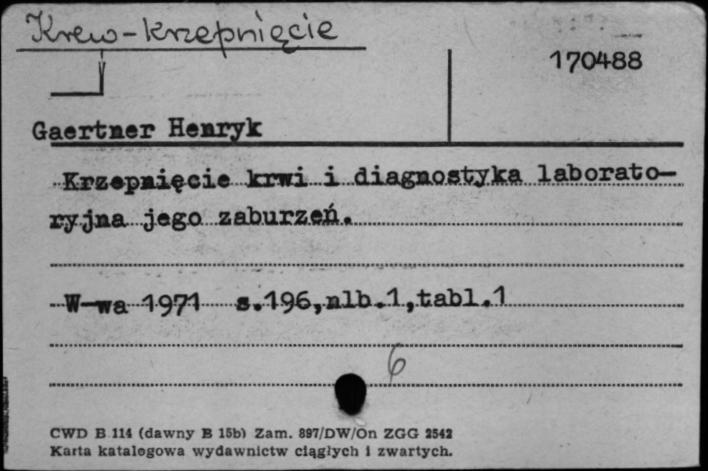 Krew-krzepnięcie
170488
Gaertner Henryk
Krzepnięcie krwi i diagnostyka laborato-
ryjna jego zaburzeń.
W-wa 1971 s.196,nlb.1,tabl.1
6
CWD B 114 (dawny B 15b) Zam. 897/DW/On ZGG 2542
Karta katalogowa wydawnictw ciągłych i zwartych.